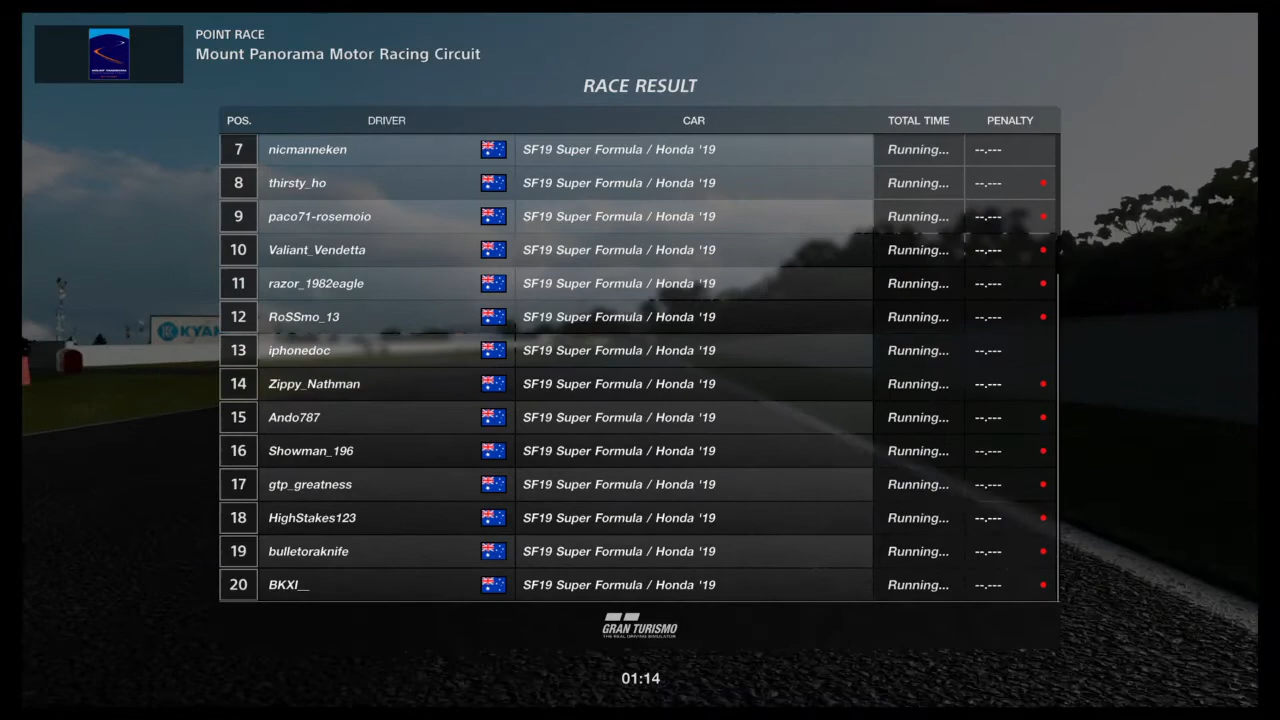 POINT RACE
Mount Panorama Motor Racing Circuit
RACE RESULT
POS. DRIVER CAR TOTAL TIME PENALTY
7 nicmanneken SF19 Super Formula / Honda '19 Running... --.---
8 thirsty_ho SF19 Super Formula / Honda '19 Running... --.---
9 paco71-rosemoio SF19 Super Formula / Honda '19 Running... --.---
10 Valiant_Vendetta SF19 Super Formula / Honda '19 Running... --.---
11 razor_1982eagle SF19 Super Formula / Honda '19 Running... --.---
12 RoSSmo_13 SF19 Super Formula / Honda '19 Running... --.---
13 iphonedoc SF19 Super Formula / Honda '19 Running... --.---
14 Zippy_Nathman SF19 Super Formula / Honda '19 Running... --.---
15 Ando787 SF19 Super Formula / Honda '19 Running... --.---
16 Showman_196 SF19 Super Formula / Honda '19 Running... --.---
17 gtp_greatness SF19 Super Formula / Honda '19 Running... --.---
18 HighStakes123 SF19 Super Formula / Honda '19 Running... --.---
19 bulletoraknife SF19 Super Formula / Honda '19 Running... --.---
20 BKXI__ SF19 Super Formula / Honda '19 Running... --.---
KYA
GRAN TURISMO
THE REAL DRIVING SIMULATOR
01:14